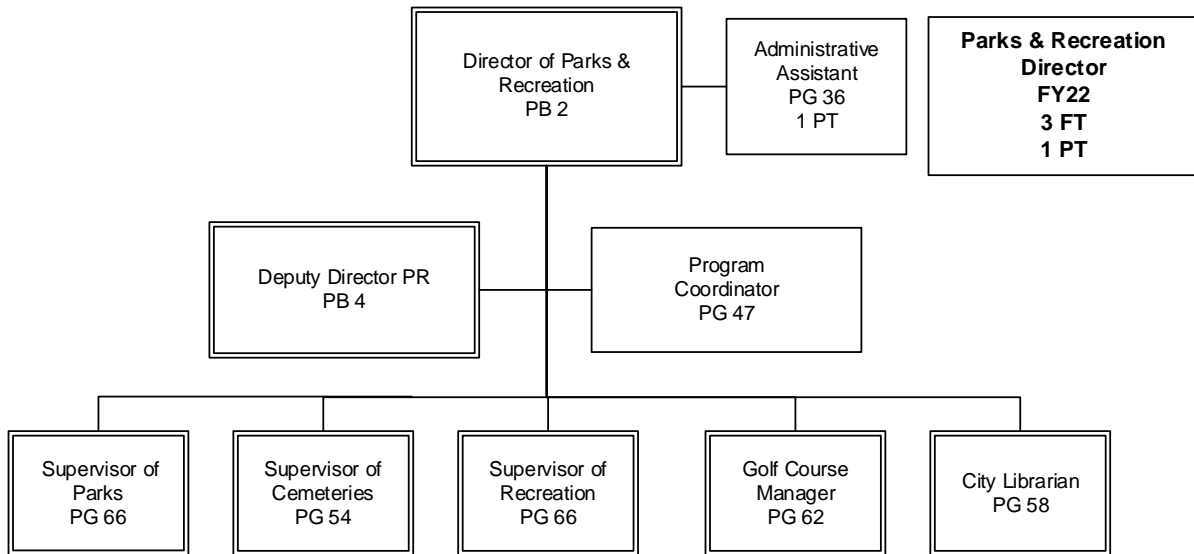 Director of Parks &
Recreation
PB 2
Administrative
Assistant
PG 36
1 PT
Parks & Recreation
Director
FY22
3 FT
1 PT
Deputy Director PR
PB 4
Program
Coordinator
PG 47
Supervisor of
Parks
PG 66
Supervisor of
Cemeteries
PG 54
Supervisor of
Recreation
PG 66
Golf Course
Manager
PG 62
City Librarian
PG 58